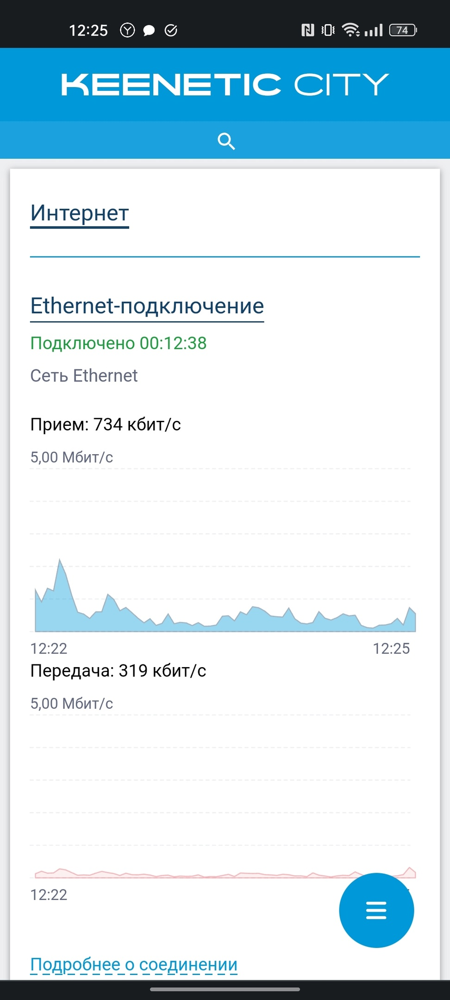 12:25
74
KEENETIC CITY
Интернет
Ethernet-подключение
Подключено 00:12:38
Сеть Ethernet
Прием: 734 кбит/с
5,00 Мбит/с
12:22 12:25
Передача: 319 кбит/с
5,00 Мбит/с
12:22
Подробнее о соединении